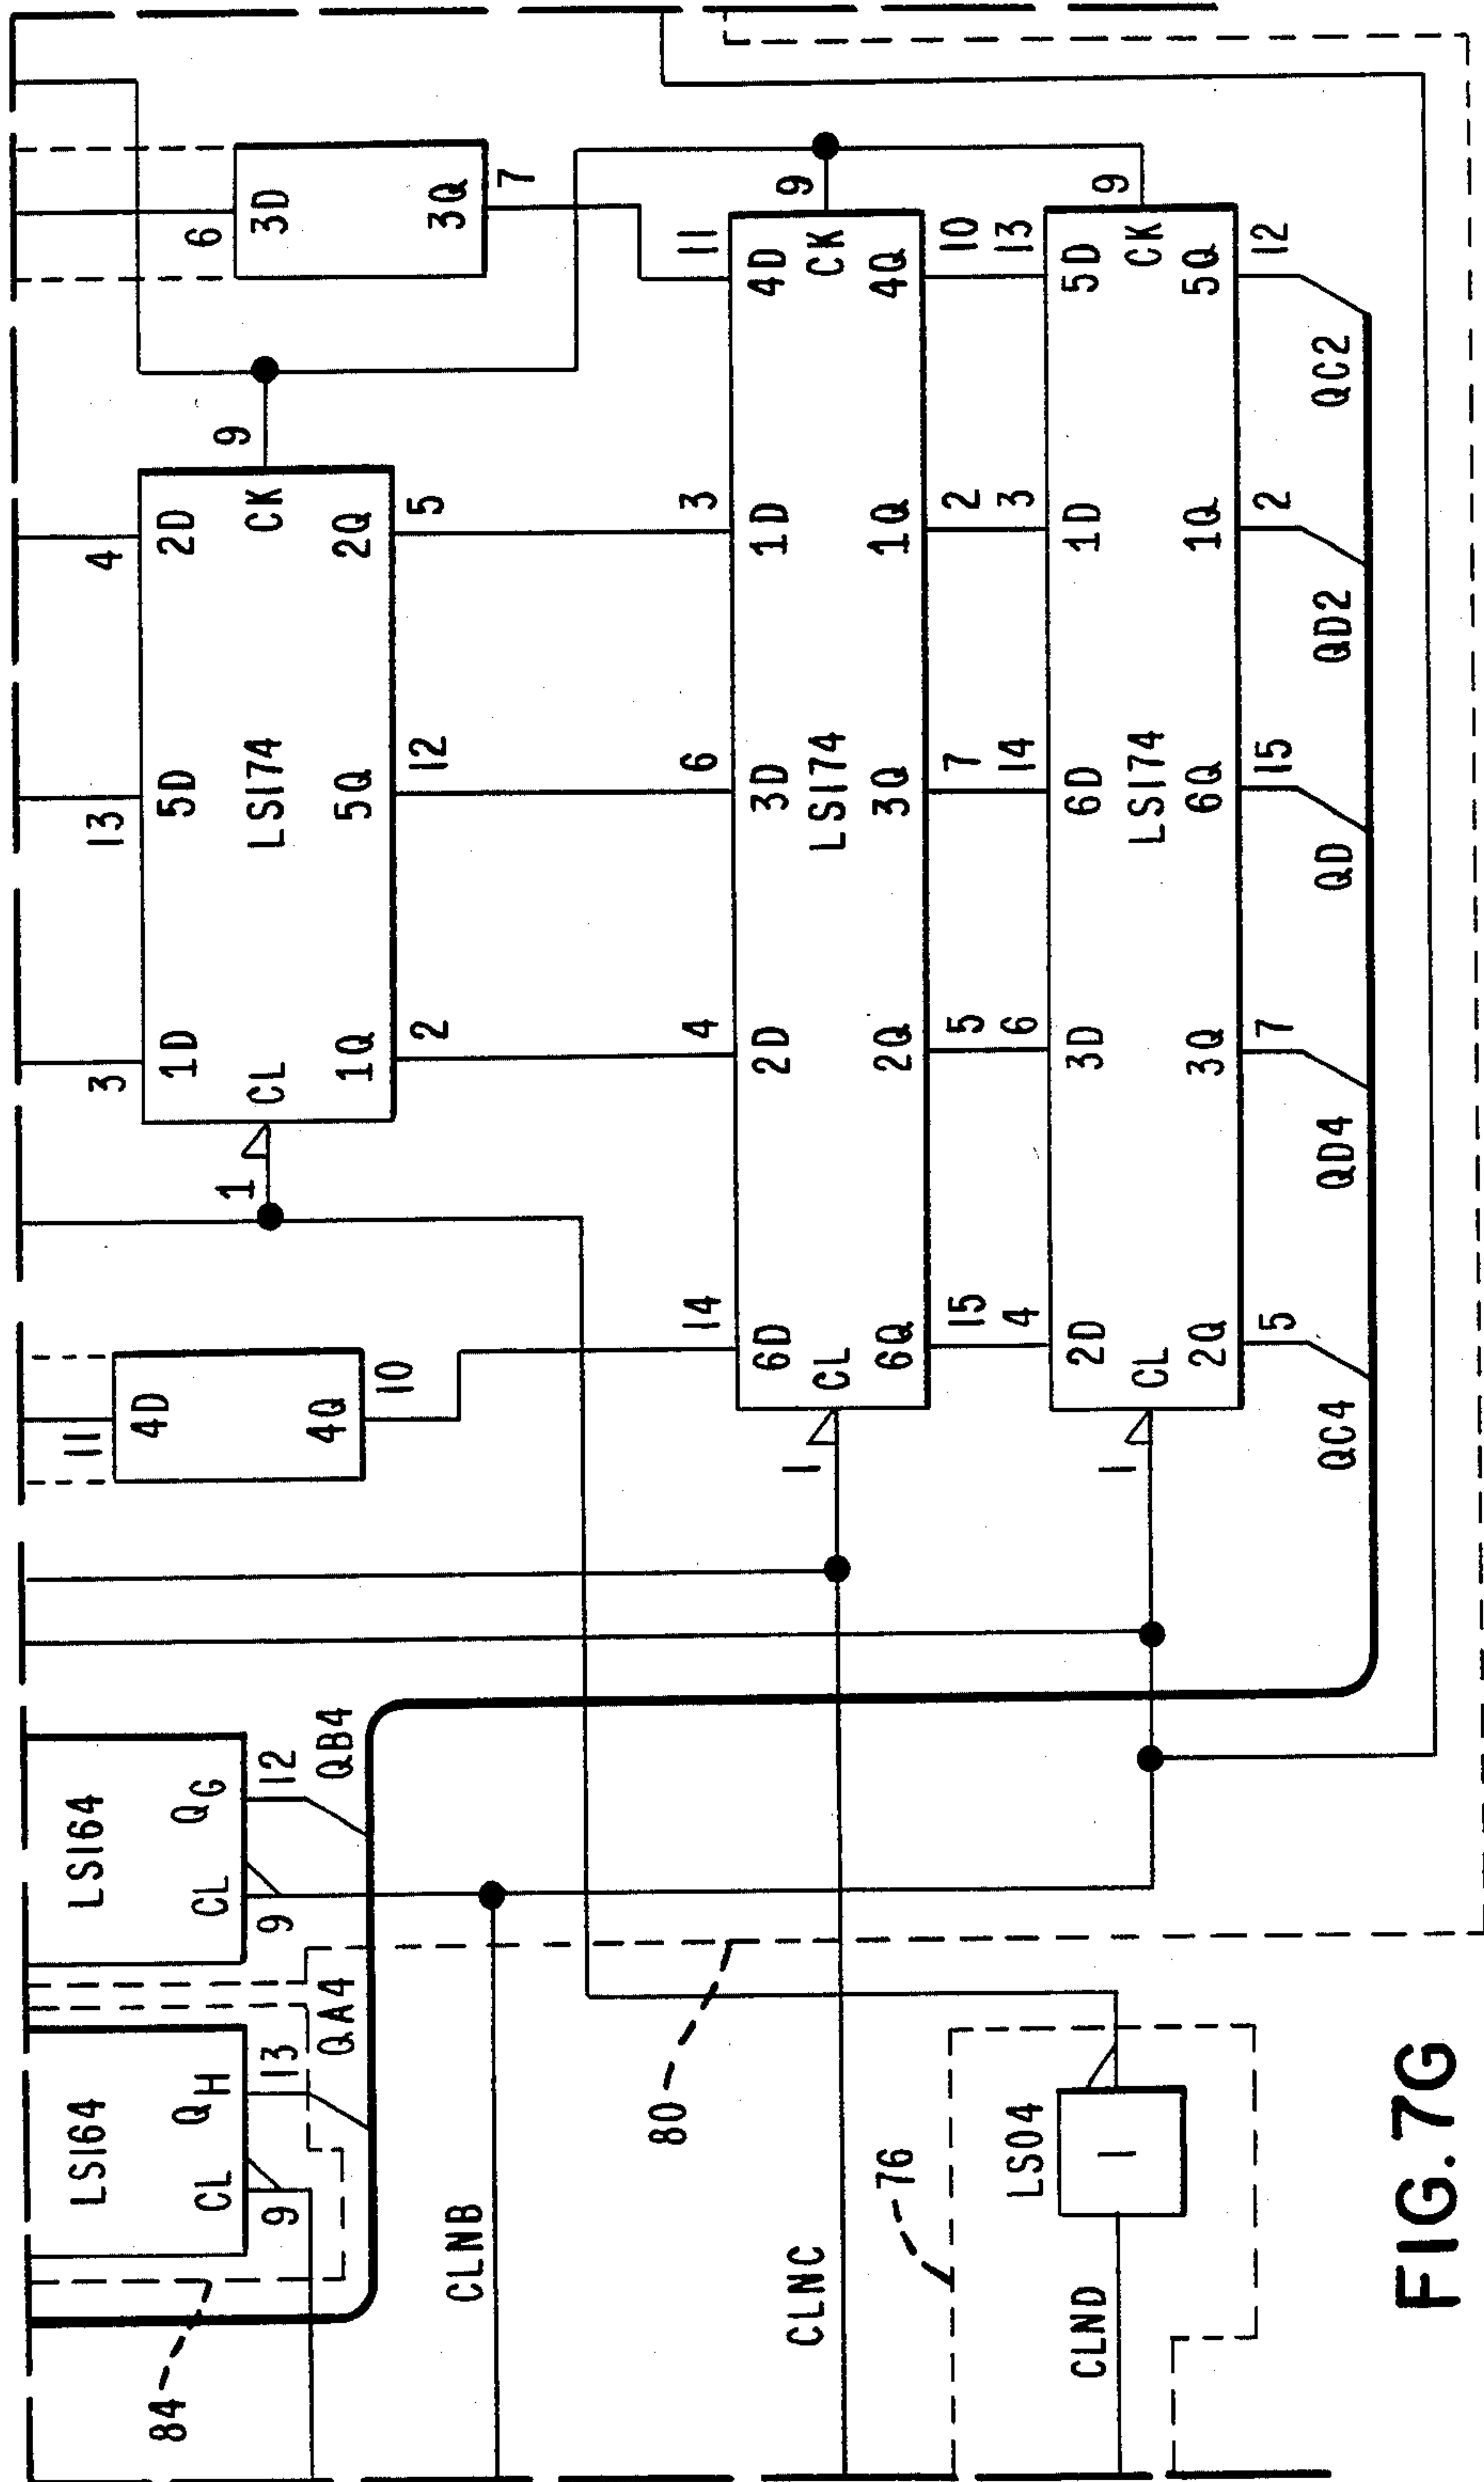 LS164 LS164 11 3 13 4
84 4D 1D 5D 2D
Q_H Q_G 6
CL CL 1 CL LS174 9 CK 3D
9 13 9 12 4Q 1Q 5Q 2Q
QA4 QB4 10 2 12 5 3Q
CLNB 7
80 14 4 6 3 11
6D 2D 3D 1D 4D
CLNC 1 CL LS174 CK 9
76 6Q 2Q 3Q 1Q 4Q
15 5 7 2 10
LS04 4 6 14 3 13
CLND 1 2D 3D 6D 1D 5D
1 CL LS174 CK 9
2Q 3Q 6Q 1Q 5Q
5 7 15 2 12
QC4 QD4 QD QD2 QC2
FIG. 7G